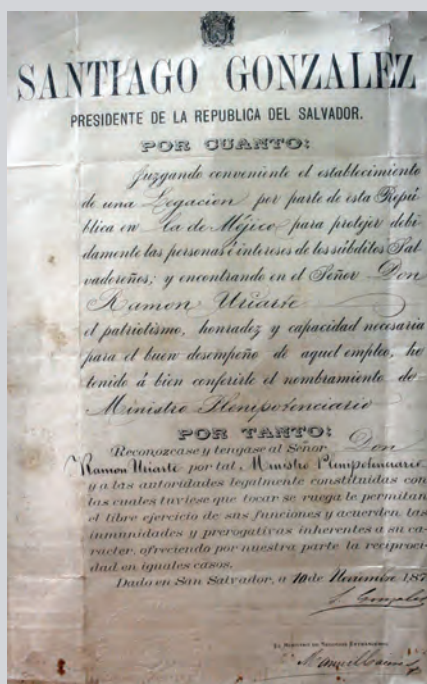 SANTIAGO GONZALEZ
PRESIDENTE DE LA REPUBLICA DEL SALVADOR.
POR CUANTO:
Juzgando conveniente el establecimiento
de una Legacion por parte de esta Repú-
blica en la de Méjico para protejer debi-
damente las personas é intereses de los súbditos Sal-
vadoreños; y encontrando en el Señor Don
Ramon Uriarte
el patriotismo, honradez y capacidad necesaria
para el buen desempeño de aquel empleo, he
tenido á bien conferirle el nombramiento de
Ministro Plenipotenciario
POR TANTO:
Reconozcase y tengase al Señor Don
Ramon Uriarte por tal Ministro Plenipotenciario
y a las autoridades legalmente constituidas con
las cuales tuviese que tocar se ruega le permitan
el libre ejercicio de sus funciones y acuerden las
inmunidades y prerogativas inherentes a su ca-
racter, ofreciendo por nuestra parte la reciproci-
dad en iguales casos.
Dado en San Salvador, a 10 de Noviembre 187
S. Gonzalez
EL MINISTRO DE NEGOCIOS EXTRANJEROS
Manuel